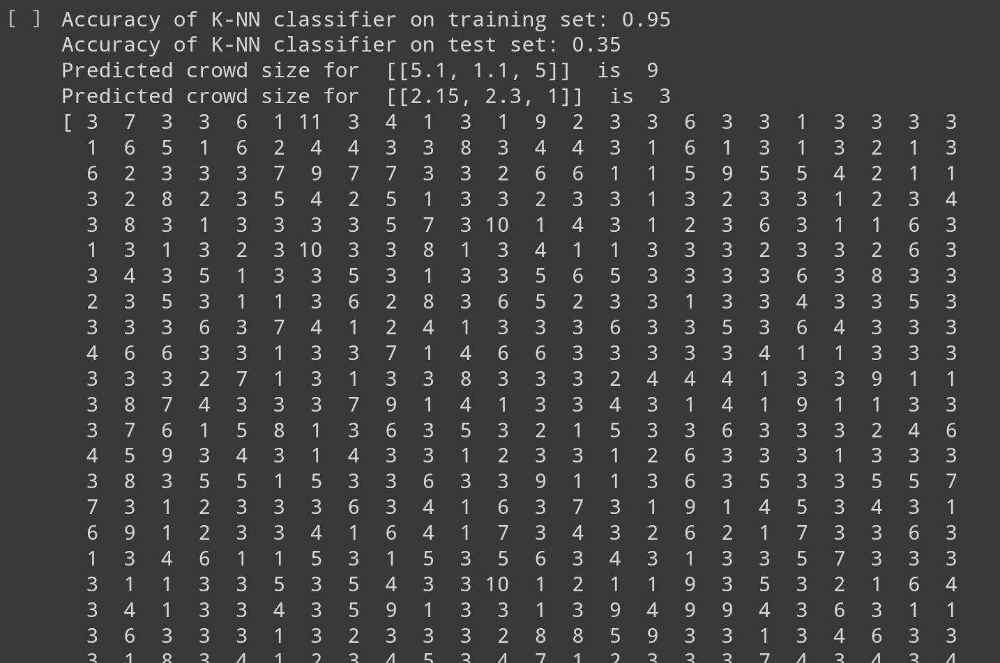 [ ] Accuracy of K-NN classifier on training set: 0.95
Accuracy of K-NN classifier on test set: 0.35
Predicted crowd size for  [[5.1, 1.1, 5]]  is  9
Predicted crowd size for  [[2.15, 2.3, 1]]  is  3
[ 3  7  3  3  6  1 11  3  4  1  3  1  9  2  3  3  6  3  3  1  3  3  3  3
1  6  5  1  6  2  4  4  3  3  8  3  4  4  3  1  6  1  3  1  3  2  1  3
6  2  3  3  3  7  9  7  7  3  3  2  6  6  1  1  5  9  5  5  4  2  1  1
3  2  8  2  3  5  4  2  5  1  3  3  2  3  3  1  3  2  3  3  1  2  3  4
3  8  3  1  3  3  3  3  5  7  3 10  1  4  3  1  2  3  6  3  1  1  6  3
1  3  1  3  2  3 10  3  3  8  1  3  4  1  1  3  3  3  2  3  3  2  6  3
3  4  3  5  1  3  3  5  3  1  3  3  5  6  5  3  3  3  3  6  3  8  3  3
2  3  5  3  1  1  3  6  2  8  3  6  5  2  3  3  1  3  3  4  3  3  5  3
3  3  3  6  3  7  4  1  2  4  1  3  3  3  6  3  3  5  3  6  4  3  3  3
4  6  6  3  3  1  3  3  7  1  4  6  6  3  3  3  3  3  4  1  1  3  3  3
3  3  3  2  7  1  3  1  3  3  8  3  3  3  2  4  4  4  1  3  3  9  1  1
3  8  7  4  3  3  3  7  9  1  4  1  3  3  4  3  1  4  1  9  1  1  3  3
3  7  6  1  5  8  1  3  6  3  5  3  2  1  5  3  3  6  3  3  3  2  4  6
4  5  9  3  4  3  1  4  3  3  1  2  3  3  1  2  6  3  3  3  1  3  3  3
3  8  3  5  5  1  5  3  3  6  3  3  9  1  1  3  6  3  5  3  3  5  5  7
7  3  1  2  3  3  3  6  3  4  1  6  3  7  3  1  9  1  4  5  3  4  3  1
6  9  1  2  3  3  4  1  6  4  1  7  3  4  3  2  6  2  1  7  3  3  6  3
1  3  4  6  1  1  5  3  1  5  3  5  6  3  4  3  1  3  3  5  7  3  3  3
3  1  1  3  3  5  3  5  4  3  3 10  1  2  1  1  9  3  5  3  2  1  6  4
3  4  1  3  3  4  3  5  9  1  3  3  1  3  9  4  9  9  4  3  6  3  1  1
3  6  3  3  3  1  3  2  3  3  3  2  8  8  5  9  3  3  1  3  4  6  3  3
3  1  8  3  4  1  2  3  4  5  3  4  7  1  2  3  3  3  7  4  3  4  3  4